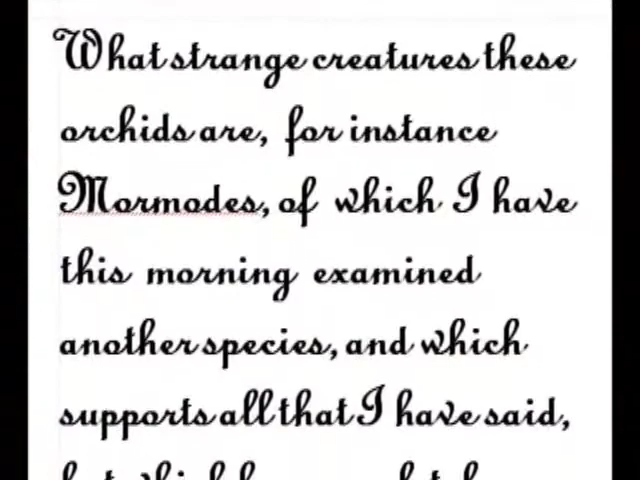 What strange creatures these
orchids are, for instance
Mormodes, of which I have
this morning examined
another species, and which
supports all that I have said,